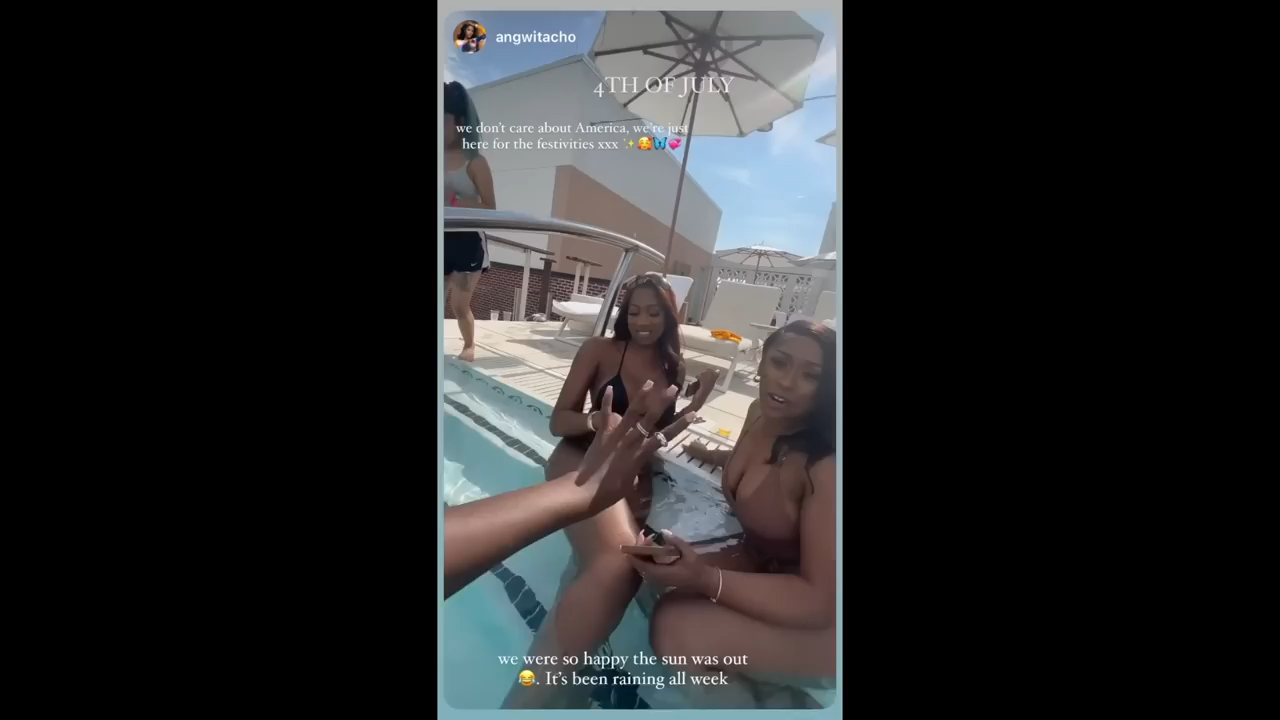 angwitacho
4TH OF JULY
we don't care about America, we're just
here for the festivities xxx ✨🥰🦋💞
we were so happy the sun was out
😂. It's been raining all week